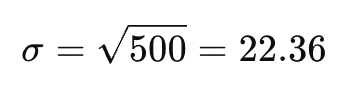 σ = √500 = 22.36